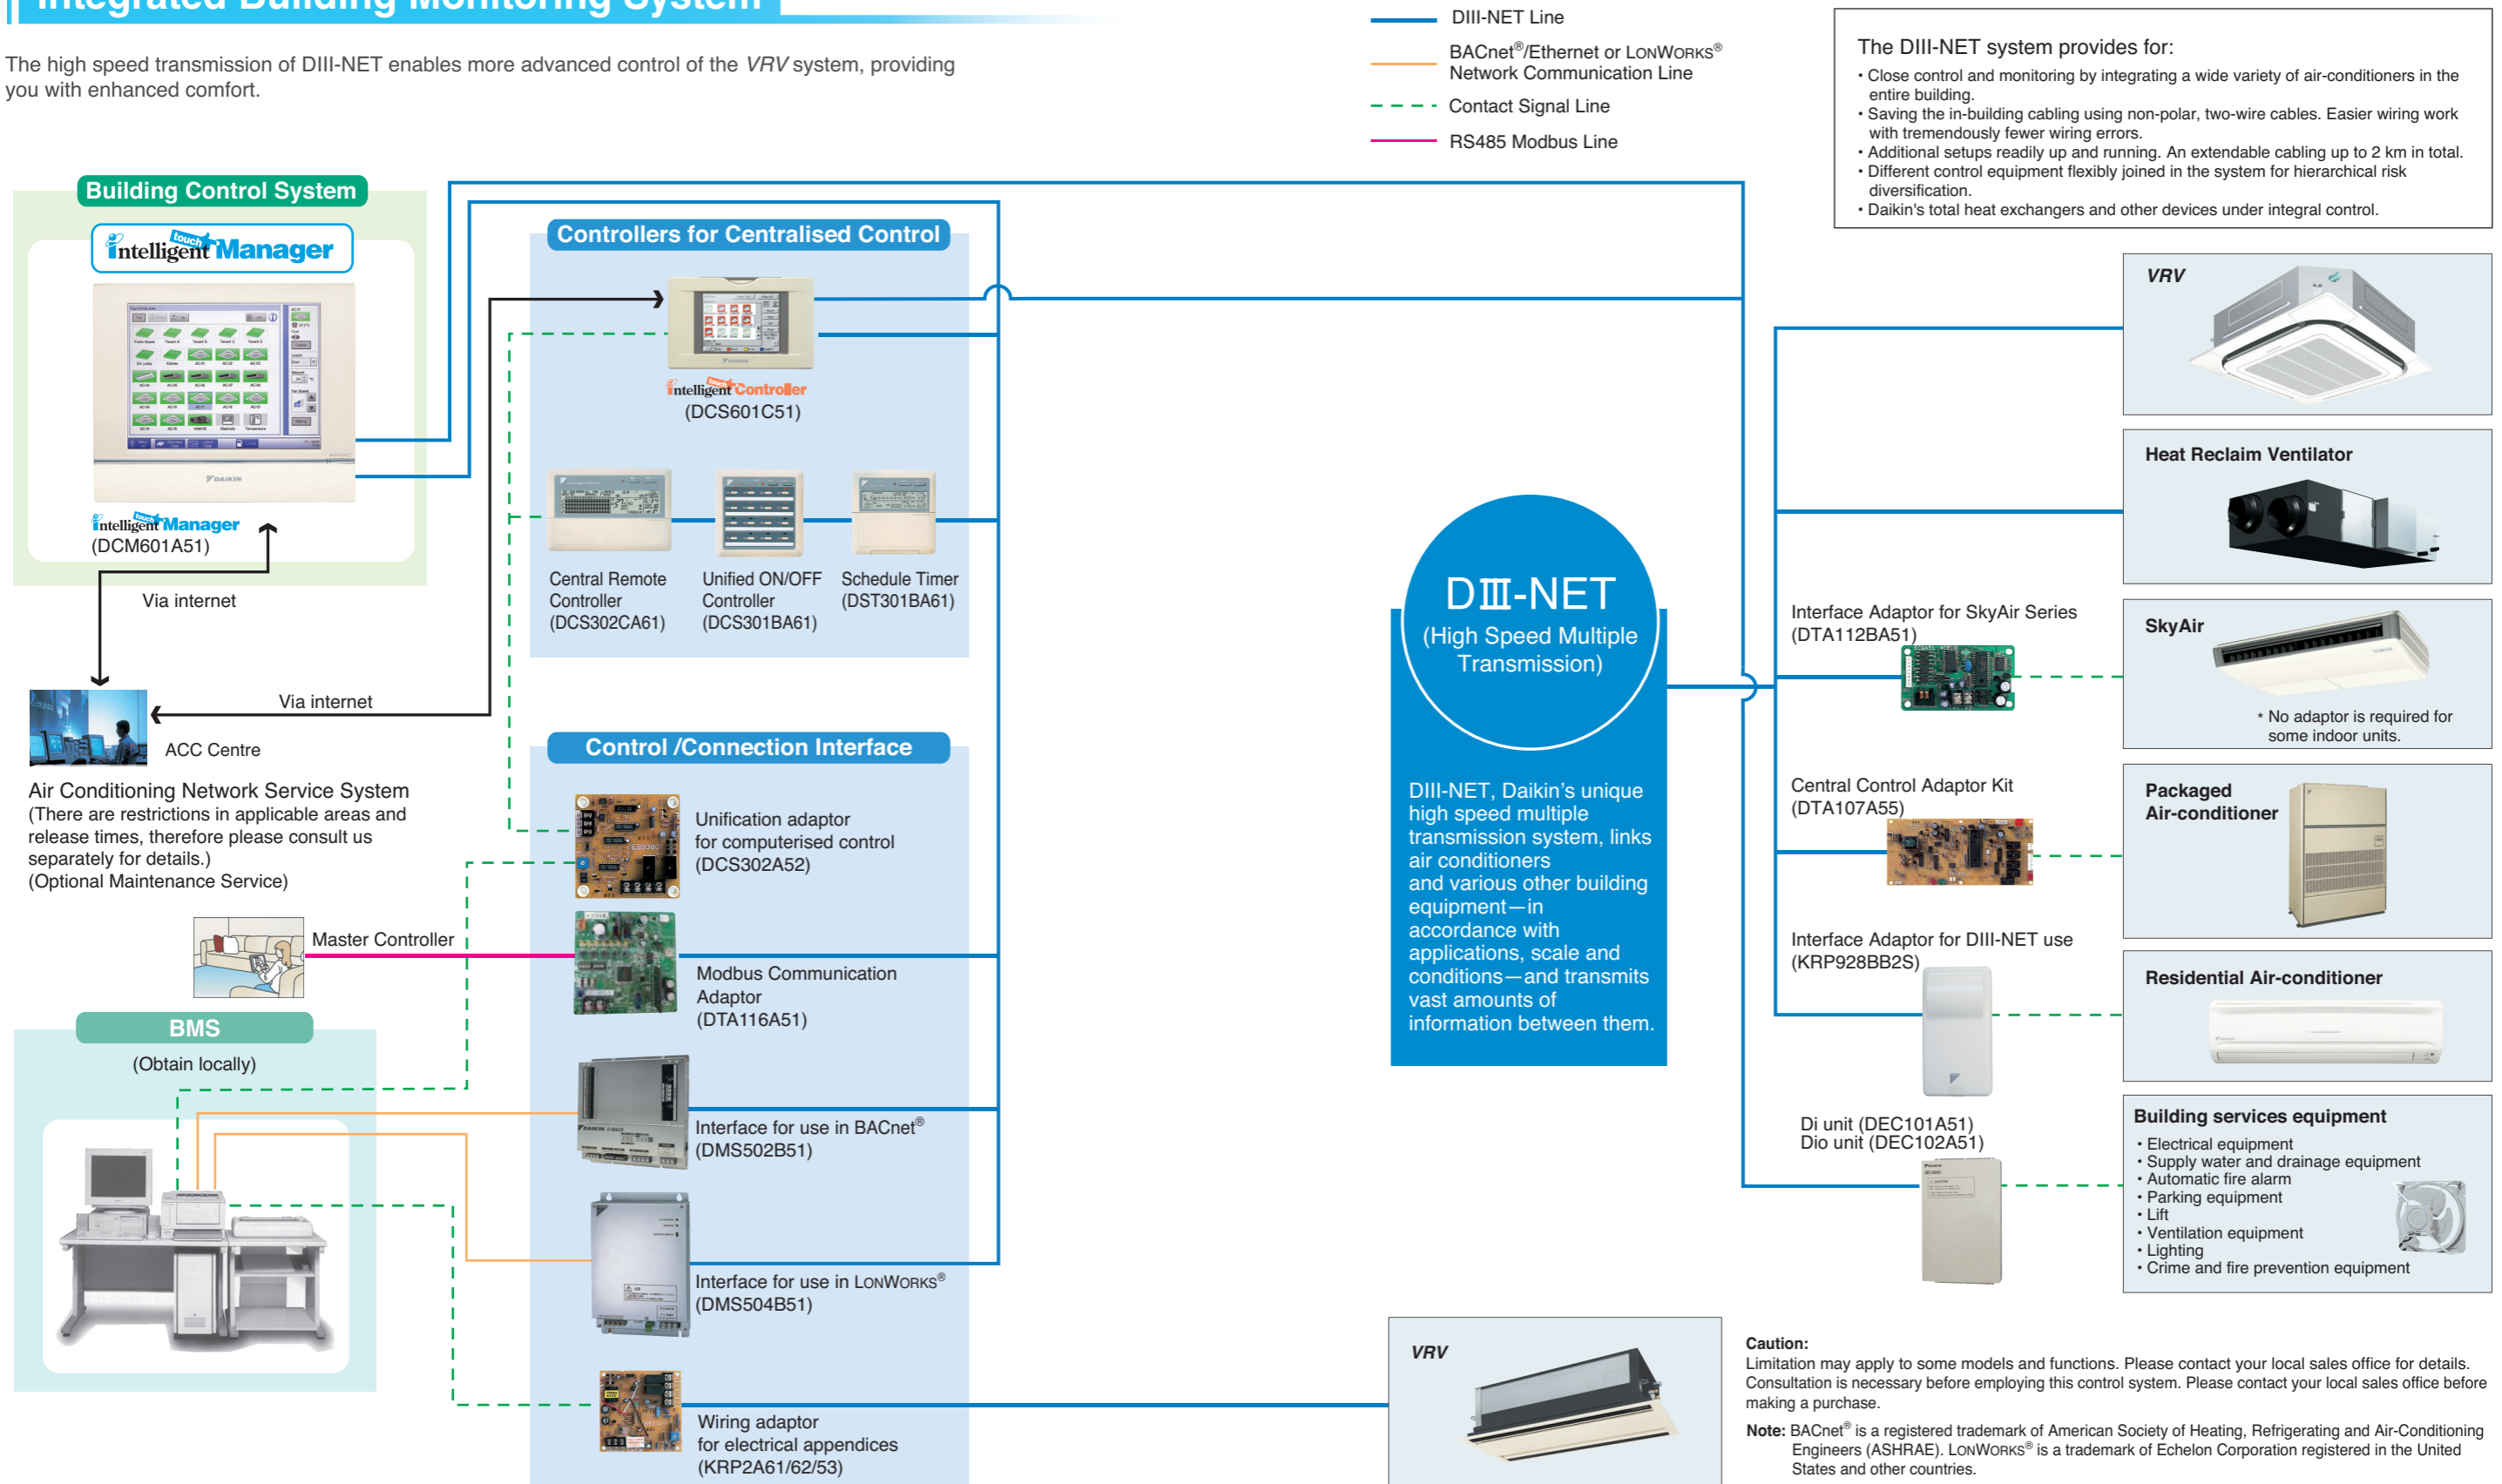 Integrated Building Monitoring System
The high speed transmission of DIII-NET enables more advanced control of the VRV system, providing
you with enhanced comfort.
DIII-NET Line
BACnet®/Ethernet or LONWORKS®
Network Communication Line
Contact Signal Line
RS485 Modbus Line
The DIII-NET system provides for:
• Close control and monitoring by integrating a wide variety of air-conditioners in the
entire building.
• Saving the in-building cabling using non-polar, two-wire cables. Easier wiring work
with tremendously fewer wiring errors.
• Additional setups readily up and running. An extendable cabling up to 2 km in total.
• Different control equipment flexibly joined in the system for hierarchical risk
diversification.
• Daikin's total heat exchangers and other devices under integral control.
Building Control System
intelligent touch Manager
DAIKIN
intelligent touch Manager
(DCM601A51)
Via internet
Via internet
ACC Centre
Air Conditioning Network Service System
(There are restrictions in applicable areas and
release times, therefore please consult us
separately for details.)
(Optional Maintenance Service)
Master Controller
BMS
(Obtain locally)
Controllers for Centralised Control
DAIKIN
intelligent touch Controller
(DCS601C51)
Central Remote
Controller
(DCS302CA61)
Unified ON/OFF
Controller
(DCS301BA61)
Schedule Timer
(DST301BA61)
Control /Connection Interface
EB9380
Unification adaptor
for computerised control
(DCS302A52)
Modbus Communication
Adaptor
(DTA116A51)
DAIKIN D-BACS
Interface for use in BACnet®
(DMS502B51)
Interface for use in LONWORKS®
(DMS504B51)
Wiring adaptor
for electrical appendices
(KRP2A61/62/53)
DIII-NET
(High Speed Multiple
Transmission)
DIII-NET, Daikin's unique
high speed multiple
transmission system, links
air conditioners
and various other building
equipment—in
accordance with
applications, scale and
conditions—and transmits
vast amounts of
information between them.
VRV
Heat Reclaim Ventilator
Interface Adaptor for SkyAir Series
(DTA112BA51)
SkyAir
* No adaptor is required for
some indoor units.
Central Control Adaptor Kit
(DTA107A55)
Packaged
Air-conditioner
Interface Adaptor for DIII-NET use
(KRP928BB2S)
Residential Air-conditioner
Di unit (DEC101A51)
Dio unit (DEC102A51)
Building services equipment
• Electrical equipment
• Supply water and drainage equipment
• Automatic fire alarm
• Parking equipment
• Lift
• Ventilation equipment
• Lighting
• Crime and fire prevention equipment
VRV
Caution:
Limitation may apply to some models and functions. Please contact your local sales office for details.
Consultation is necessary before employing this control system. Please contact your local sales office before
making a purchase.
Note: BACnet® is a registered trademark of American Society of Heating, Refrigerating and Air-Conditioning
Engineers (ASHRAE). LONWORKS® is a trademark of Echelon Corporation registered in the United
States and other countries.